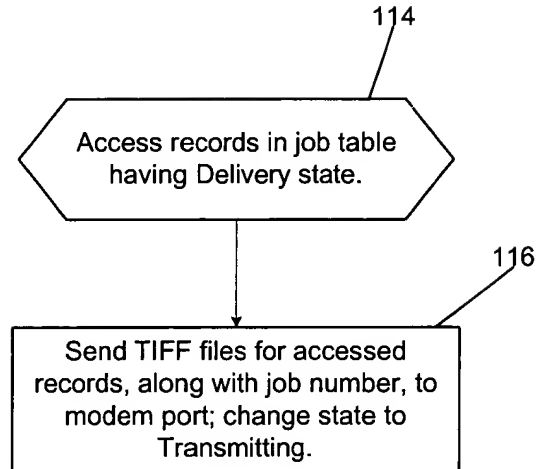 114
Access records in job table
having Delivery state.
116
Send TIFF files for accessed
records, along with job number, to
modem port; change state to
Transmitting.